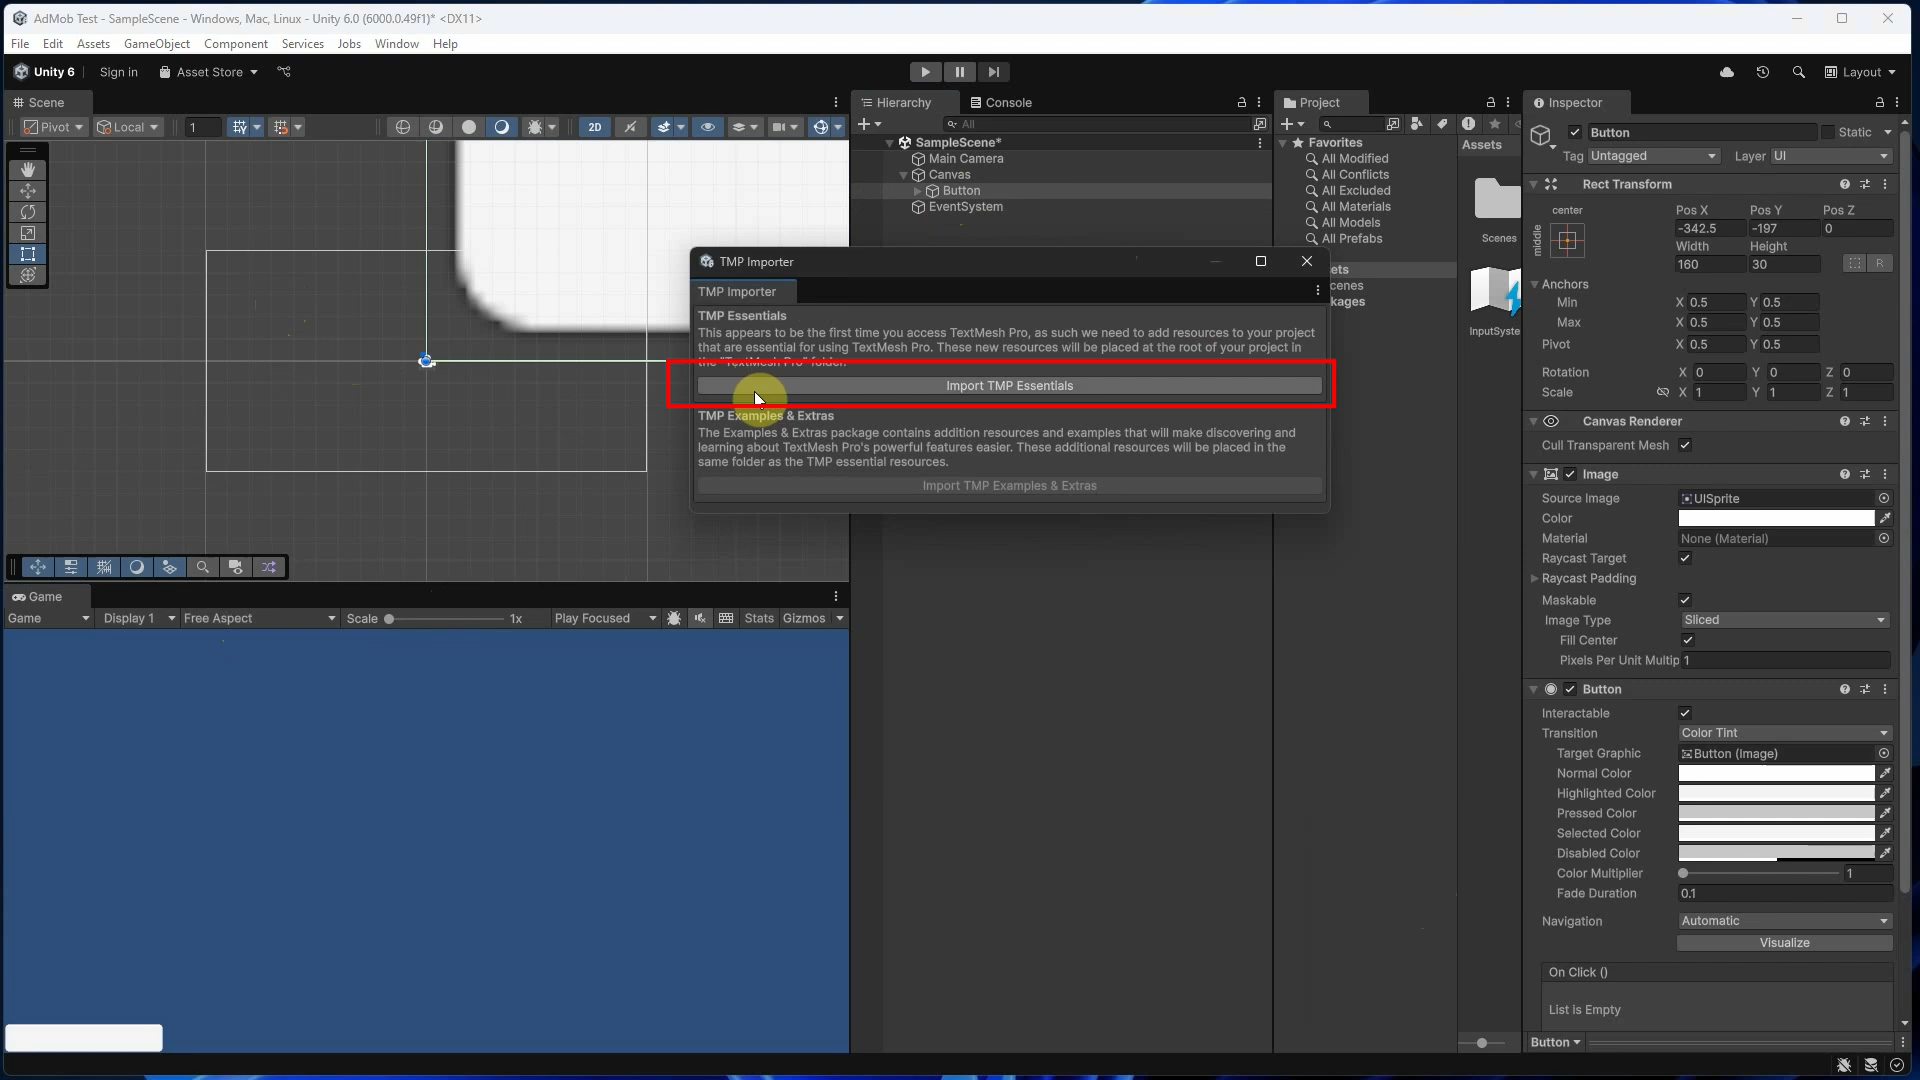 AdMob Test - SampleScene - Windows, Mac, Linux - Unity 6.0 (6000.0.49f1)* <DX11>
File Edit Assets GameObject Component Services Jobs Window Help
Unity 6 Sign in Asset Store Layout
Scene
Pivot Local 1 2D
Hierarchy Console
All
SampleScene*
Main Camera
Canvas
Button
EventSystem
Project
Favorites
All Modified
All Conflicts
All Excluded
All Materials
All Models
All Prefabs
ets
cenes
kages
Assets
Scenes
InputSyste
TMP Importer
TMP Importer
TMP Essentials
This appears to be the first time you access TextMesh Pro, as such we need to add resources to your project
that are essential for using TextMesh Pro. These new resources will be placed at the root of your project in
the "TextMesh Pro" folder.
Import TMP Essentials
TMP Examples & Extras
The Examples & Extras package contains addition resources and examples that will make discovering and
learning about TextMesh Pro's powerful features easier. These additional resources will be placed in the
same folder as the TMP essential resources.
Import TMP Examples & Extras
Game
Game Display 1 Free Aspect Scale 1x Play Focused Stats Gizmos
Inspector
Button Static
Tag Untagged Layer UI
Rect Transform
center Pos X Pos Y Pos Z
middle -342.5 -197 0
Width Height
160 30 R
Anchors
Min X 0.5 Y 0.5
Max X 0.5 Y 0.5
Pivot X 0.5 Y 0.5
Rotation X 0 Y 0 Z 0
Scale X 1 Y 1 Z 1
Canvas Renderer
Cull Transparent Mesh
Image
Source Image UISprite
Color
Material None (Material)
Raycast Target
Raycast Padding
Maskable
Image Type Sliced
Fill Center
Pixels Per Unit Multip 1
Button
Interactable
Transition Color Tint
Target Graphic Button (Image)
Normal Color
Highlighted Color
Pressed Color
Selected Color
Disabled Color
Color Multiplier 1
Fade Duration 0.1
Navigation Automatic
Visualize
On Click ()
List is Empty
Button